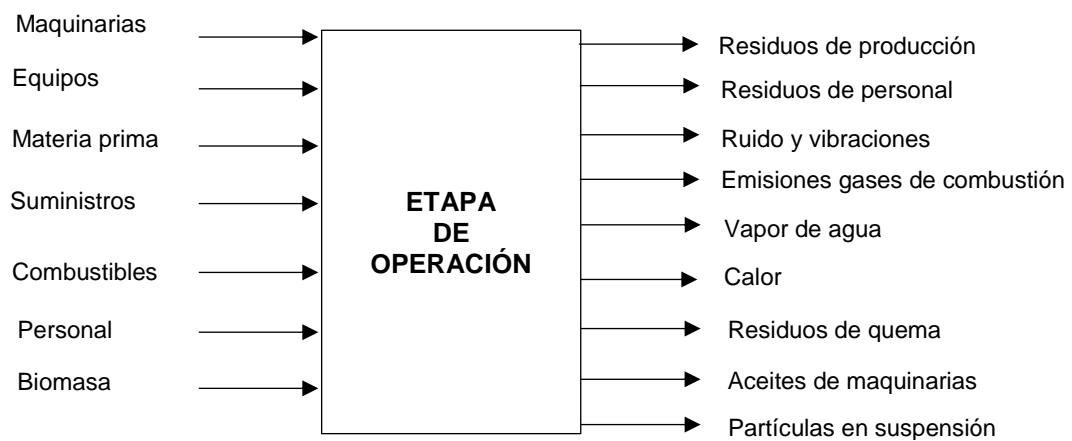 Maquinarias
Equipos
Materia prima
Suministros
Combustibles
Personal
Biomasa
ETAPA
DE
OPERACIÓN
Residuos de producción
Residuos de personal
Ruido y vibraciones
Emisiones gases de combustión
Vapor de agua
Calor
Residuos de quema
Aceites de maquinarias
Partículas en suspensión